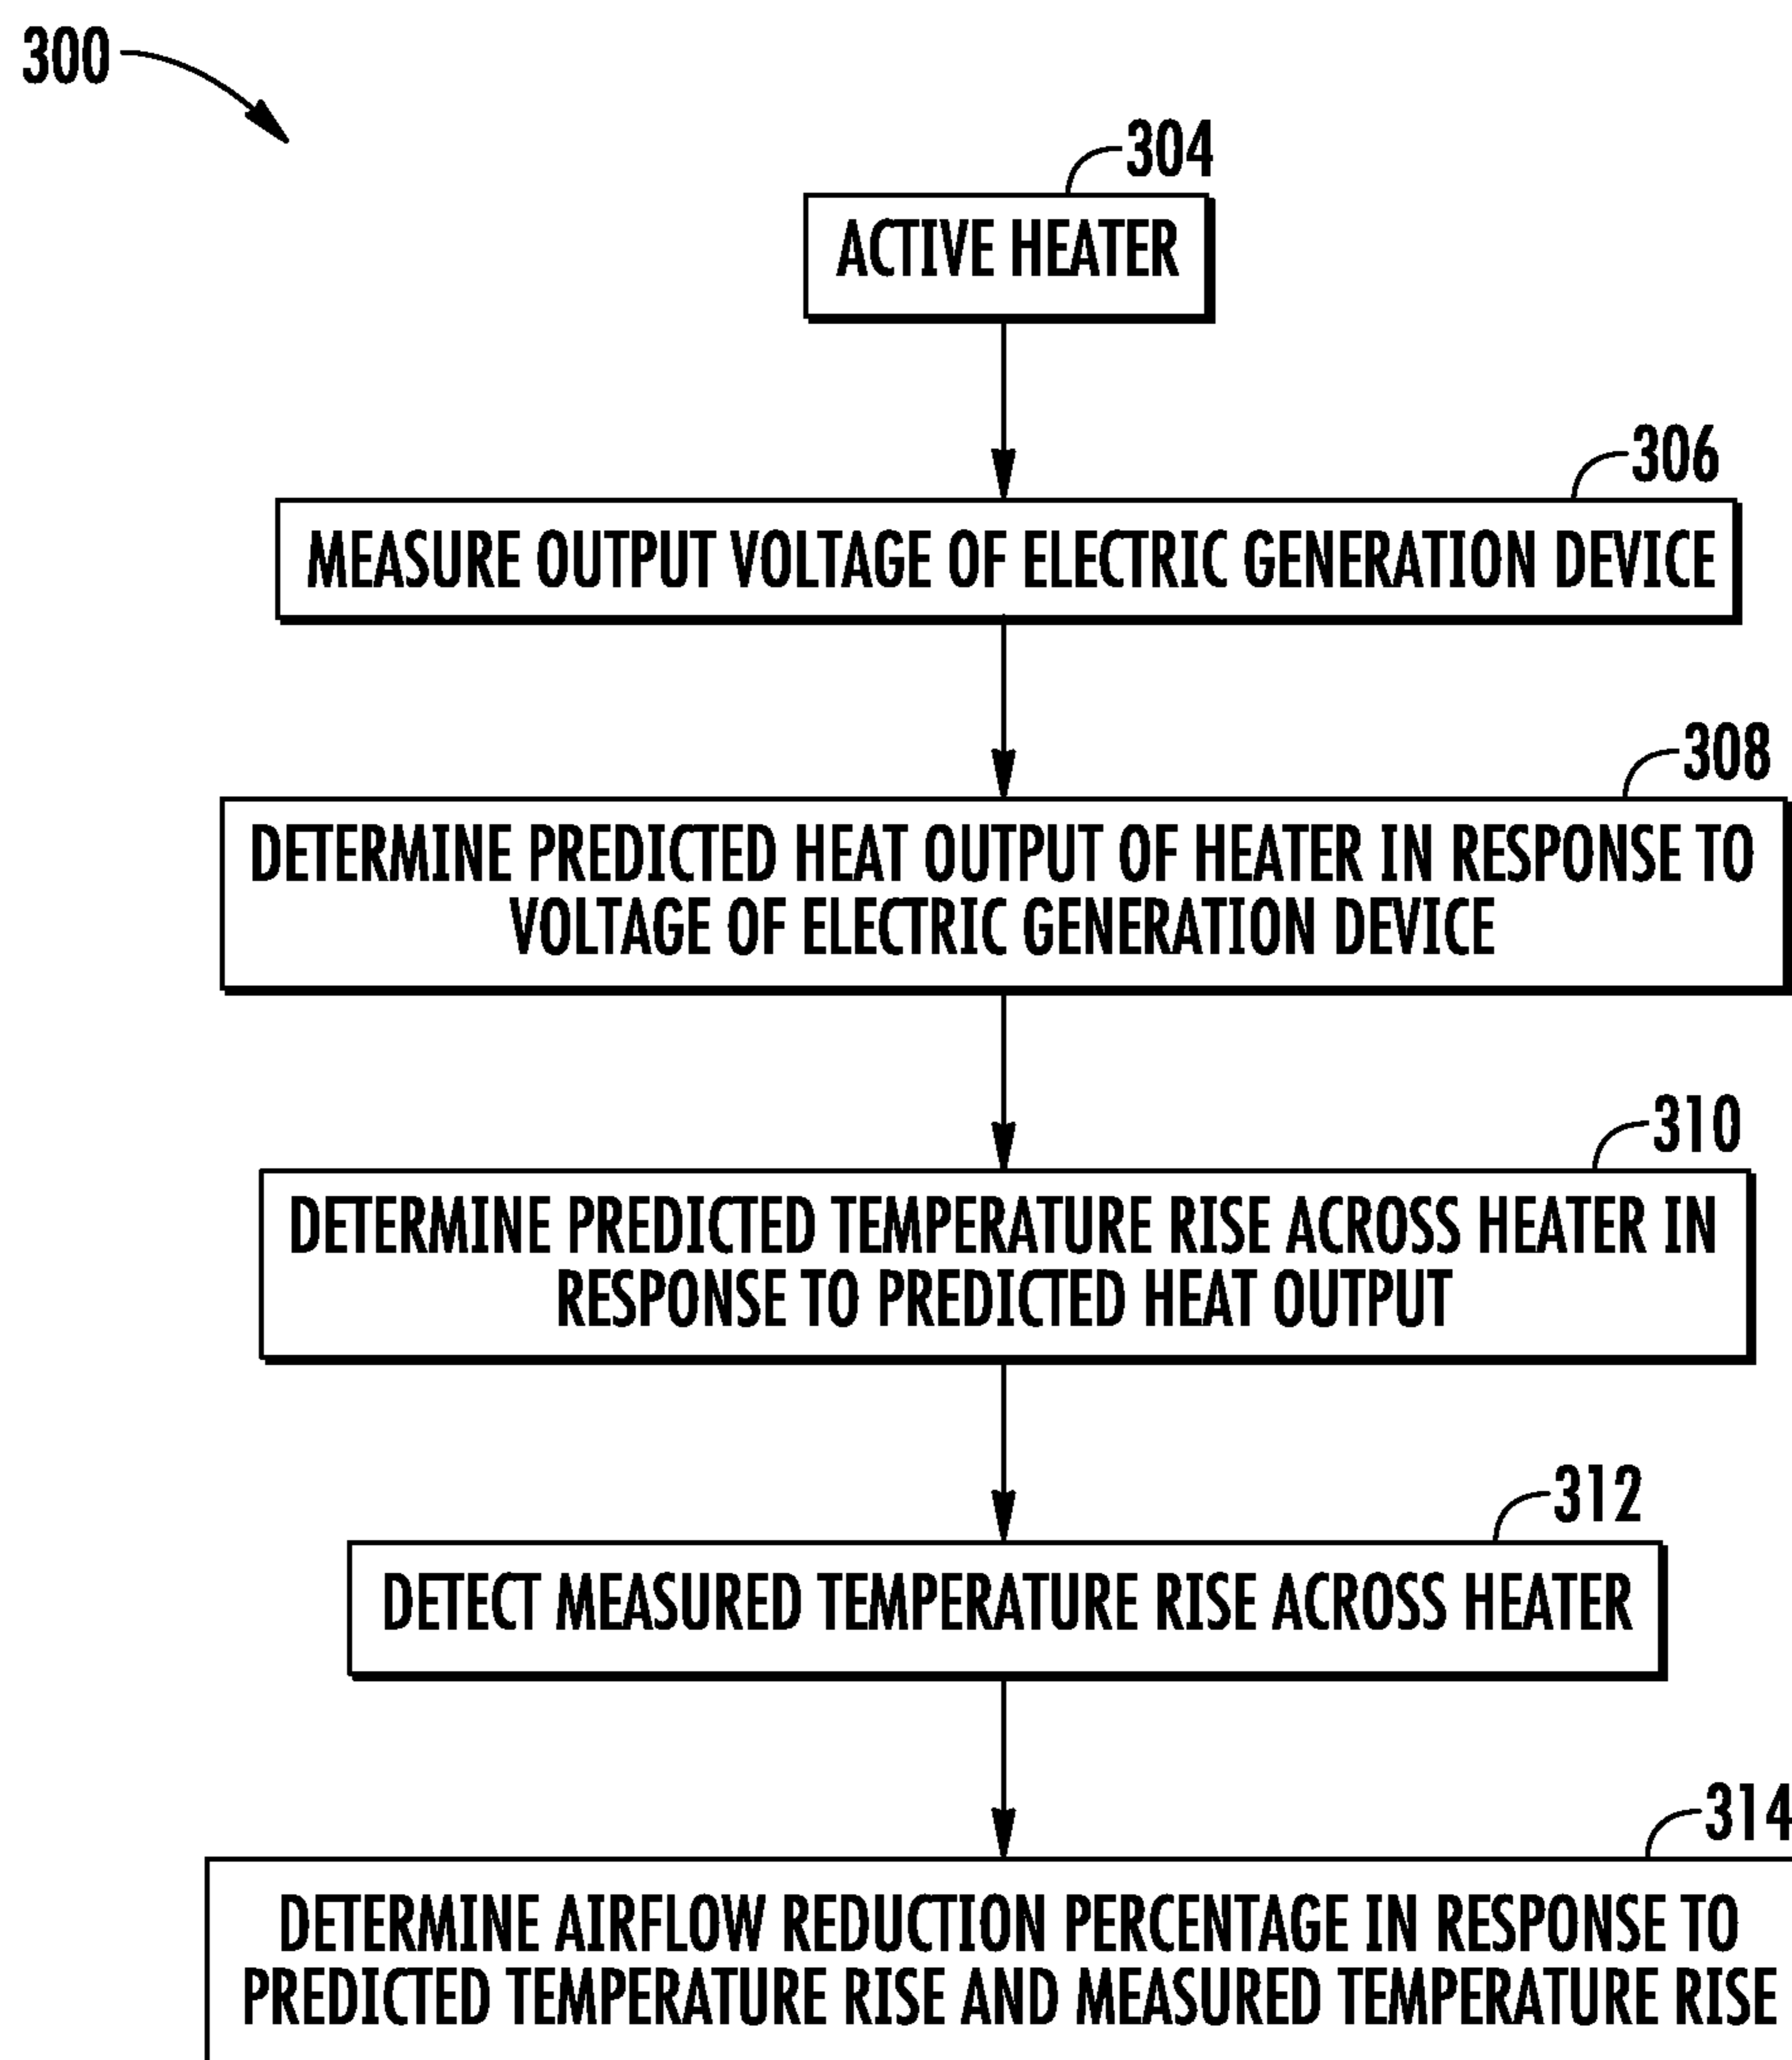 300
304
ACTIVE HEATER
306
MEASURE OUTPUT VOLTAGE OF ELECTRIC GENERATION DEVICE
308
DETERMINE PREDICTED HEAT OUTPUT OF HEATER IN RESPONSE TO
VOLTAGE OF ELECTRIC GENERATION DEVICE
310
DETERMINE PREDICTED TEMPERATURE RISE ACROSS HEATER IN
RESPONSE TO PREDICTED HEAT OUTPUT
312
DETECT MEASURED TEMPERATURE RISE ACROSS HEATER
314
DETERMINE AIRFLOW REDUCTION PERCENTAGE IN RESPONSE TO
PREDICTED TEMPERATURE RISE AND MEASURED TEMPERATURE RISE